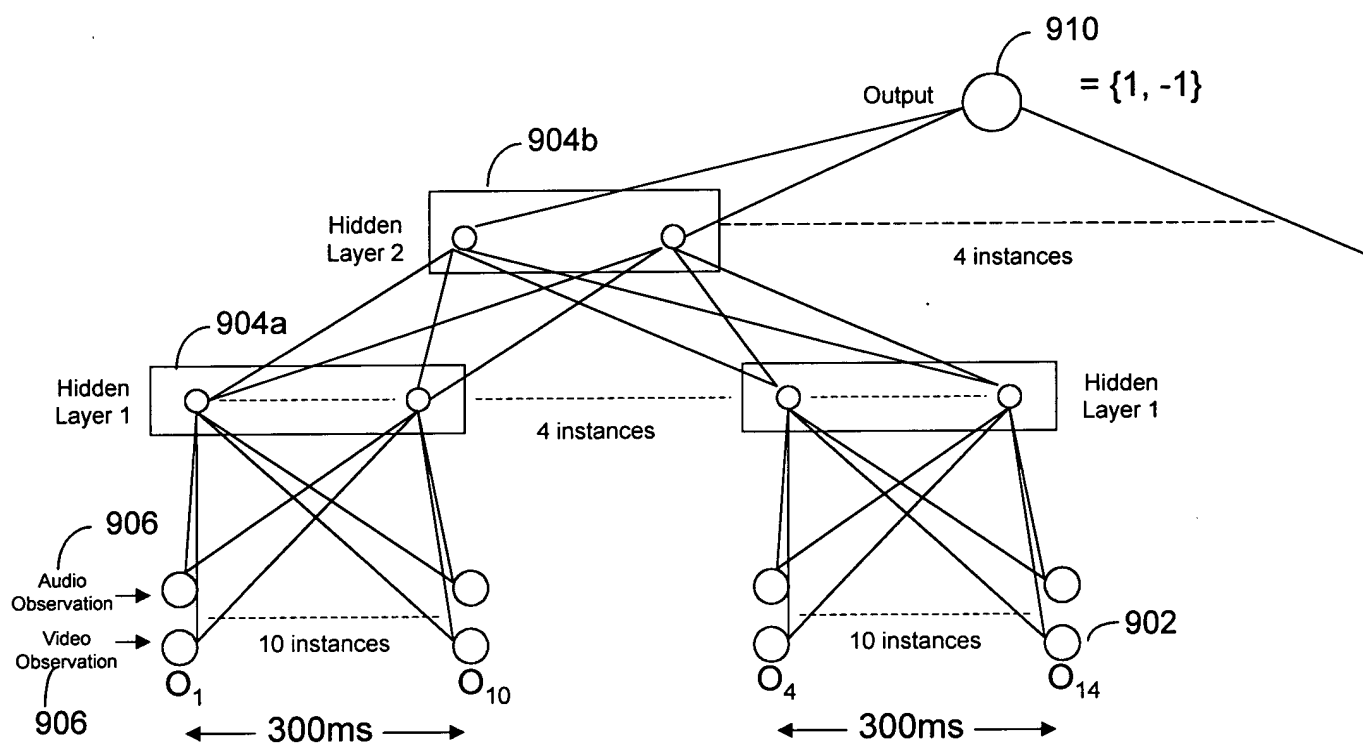 910
Output
= {1, -1}
904b
Hidden
Layer 2
4 instances
904a
Hidden
Layer 1
4 instances
Hidden
Layer 1
906
Audio
Observation
Video
Observation
10 instances
10 instances
902
906
O1
O10
O4
O14
300ms
300ms